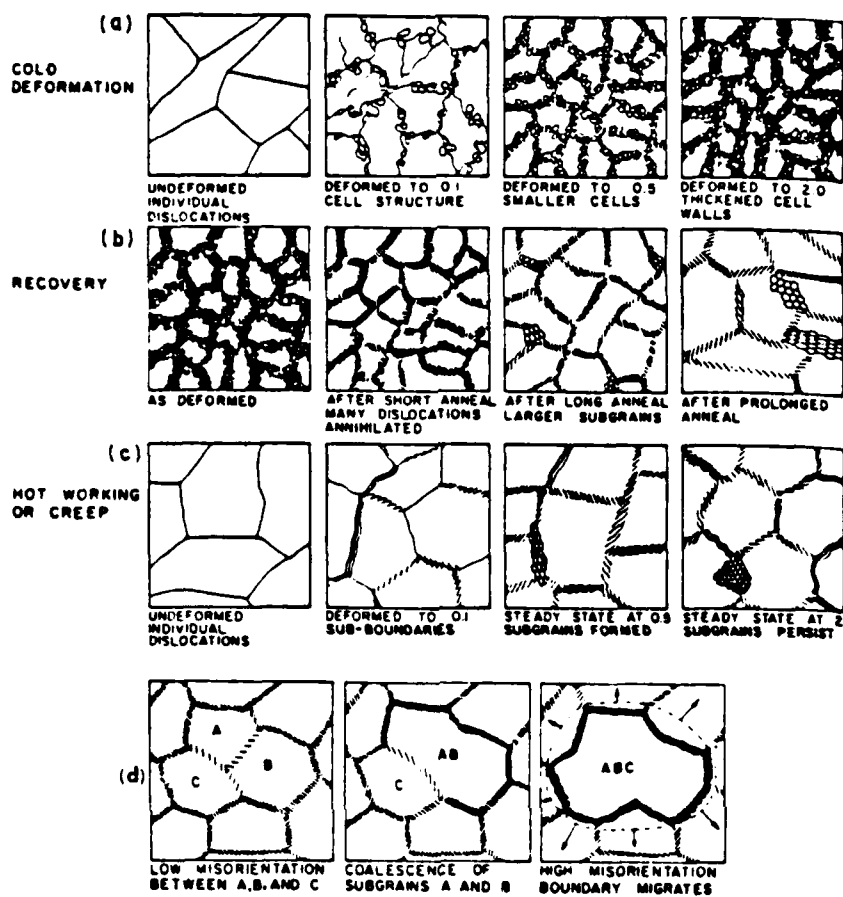 (a)
COLD
DEFORMATION
UNDEFORMED
INDIVIDUAL
DISLOCATIONS
DEFORMED TO 0.1
CELL STRUCTURE
DEFORMED TO 0.5
SMALLER CELLS
DEFORMED TO 2.0
THICKENED CELL
WALLS
(b)
RECOVERY
AS DEFORMED
AFTER SHORT ANNEAL
MANY DISLOCATIONS
ANNIHILATED
AFTER LONG ANNEAL
LARGER SUBGRAINS
AFTER PROLONGED
ANNEAL
(c)
HOT WORKING
OR CREEP
UNDEFORMED
INDIVIDUAL
DISLOCATIONS
DEFORMED TO 0.1
SUB-BOUNDARIES
STEADY STATE AT 0.5
SUBGRAINS FORMED
STEADY STATE AT 2
SUBGRAINS PERSIST
(d)
A
B
C
LOW MISORIENTATION
BETWEEN A,B, AND C
AB
C
COALESCENCE OF
SUBGRAINS A AND B
ABC
HIGH MISORIENTATION
BOUNDARY MIGRATES